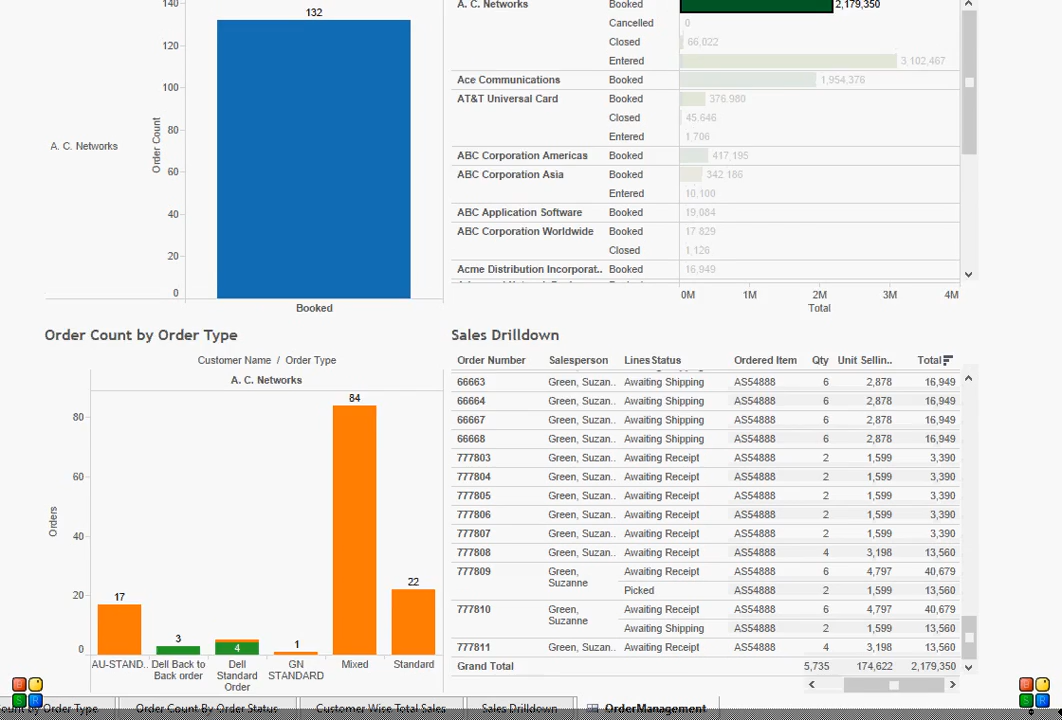 140
132
120
100
80
60
40
20
0
Order Count
A. C. Networks
Booked
A. C. Networks Booked 2,179,350
Cancelled 0
Closed 66,022
Entered 3,102,467
Ace Communications Booked 1,954,376
AT&T Universal Card Booked 376,980
Closed 45,646
Entered 1,706
ABC Corporation Americas Booked 417,195
ABC Corporation Asia Booked 342,186
Entered 10,100
ABC Application Software Booked 19,084
ABC Corporation Worldwide Booked 17,829
Closed 1,126
Acme Distribution Incorporat.. Booked 16,949
0M 1M 2M 3M 4M
Total
Order Count by Order Type
Customer Name / Order Type
A. C. Networks
80
60
40
20
0
Orders
17
3
4
1
84
22
AU-STAND.. Dell Back to Dell GN Mixed Standard
Back order Standard STANDARD
Order
Sales Drilldown
Order Number Salesperson Lines Status Ordered Item Qty Unit Sellin.. Total
66663 Green, Suzan.. Awaiting Shipping AS54888 6 2,878 16,949
66664 Green, Suzan.. Awaiting Shipping AS54888 6 2,878 16,949
66667 Green, Suzan.. Awaiting Shipping AS54888 6 2,878 16,949
66668 Green, Suzan.. Awaiting Shipping AS54888 6 2,878 16,949
777803 Green, Suzan.. Awaiting Receipt AS54888 2 1,599 3,390
777804 Green, Suzan.. Awaiting Receipt AS54888 2 1,599 3,390
777805 Green, Suzan.. Awaiting Receipt AS54888 2 1,599 3,390
777806 Green, Suzan.. Awaiting Receipt AS54888 2 1,599 3,390
777807 Green, Suzan.. Awaiting Receipt AS54888 2 1,599 3,390
777808 Green, Suzan.. Awaiting Receipt AS54888 4 3,198 13,560
777809 Green, Awaiting Receipt AS54888 6 4,797 40,679
Suzanne Picked AS54888 2 1,599 13,560
777810 Green, Awaiting Receipt AS54888 6 4,797 40,679
Suzanne Awaiting Shipping AS54888 2 1,599 13,560
777811 Green, Suzan.. Awaiting Receipt AS54888 4 3,198 13,560
Grand Total 5,735 174,622 2,179,350
by Order Type Order Count By Order Status Customer Wise Total Sales Sales Drilldown OrderManagement